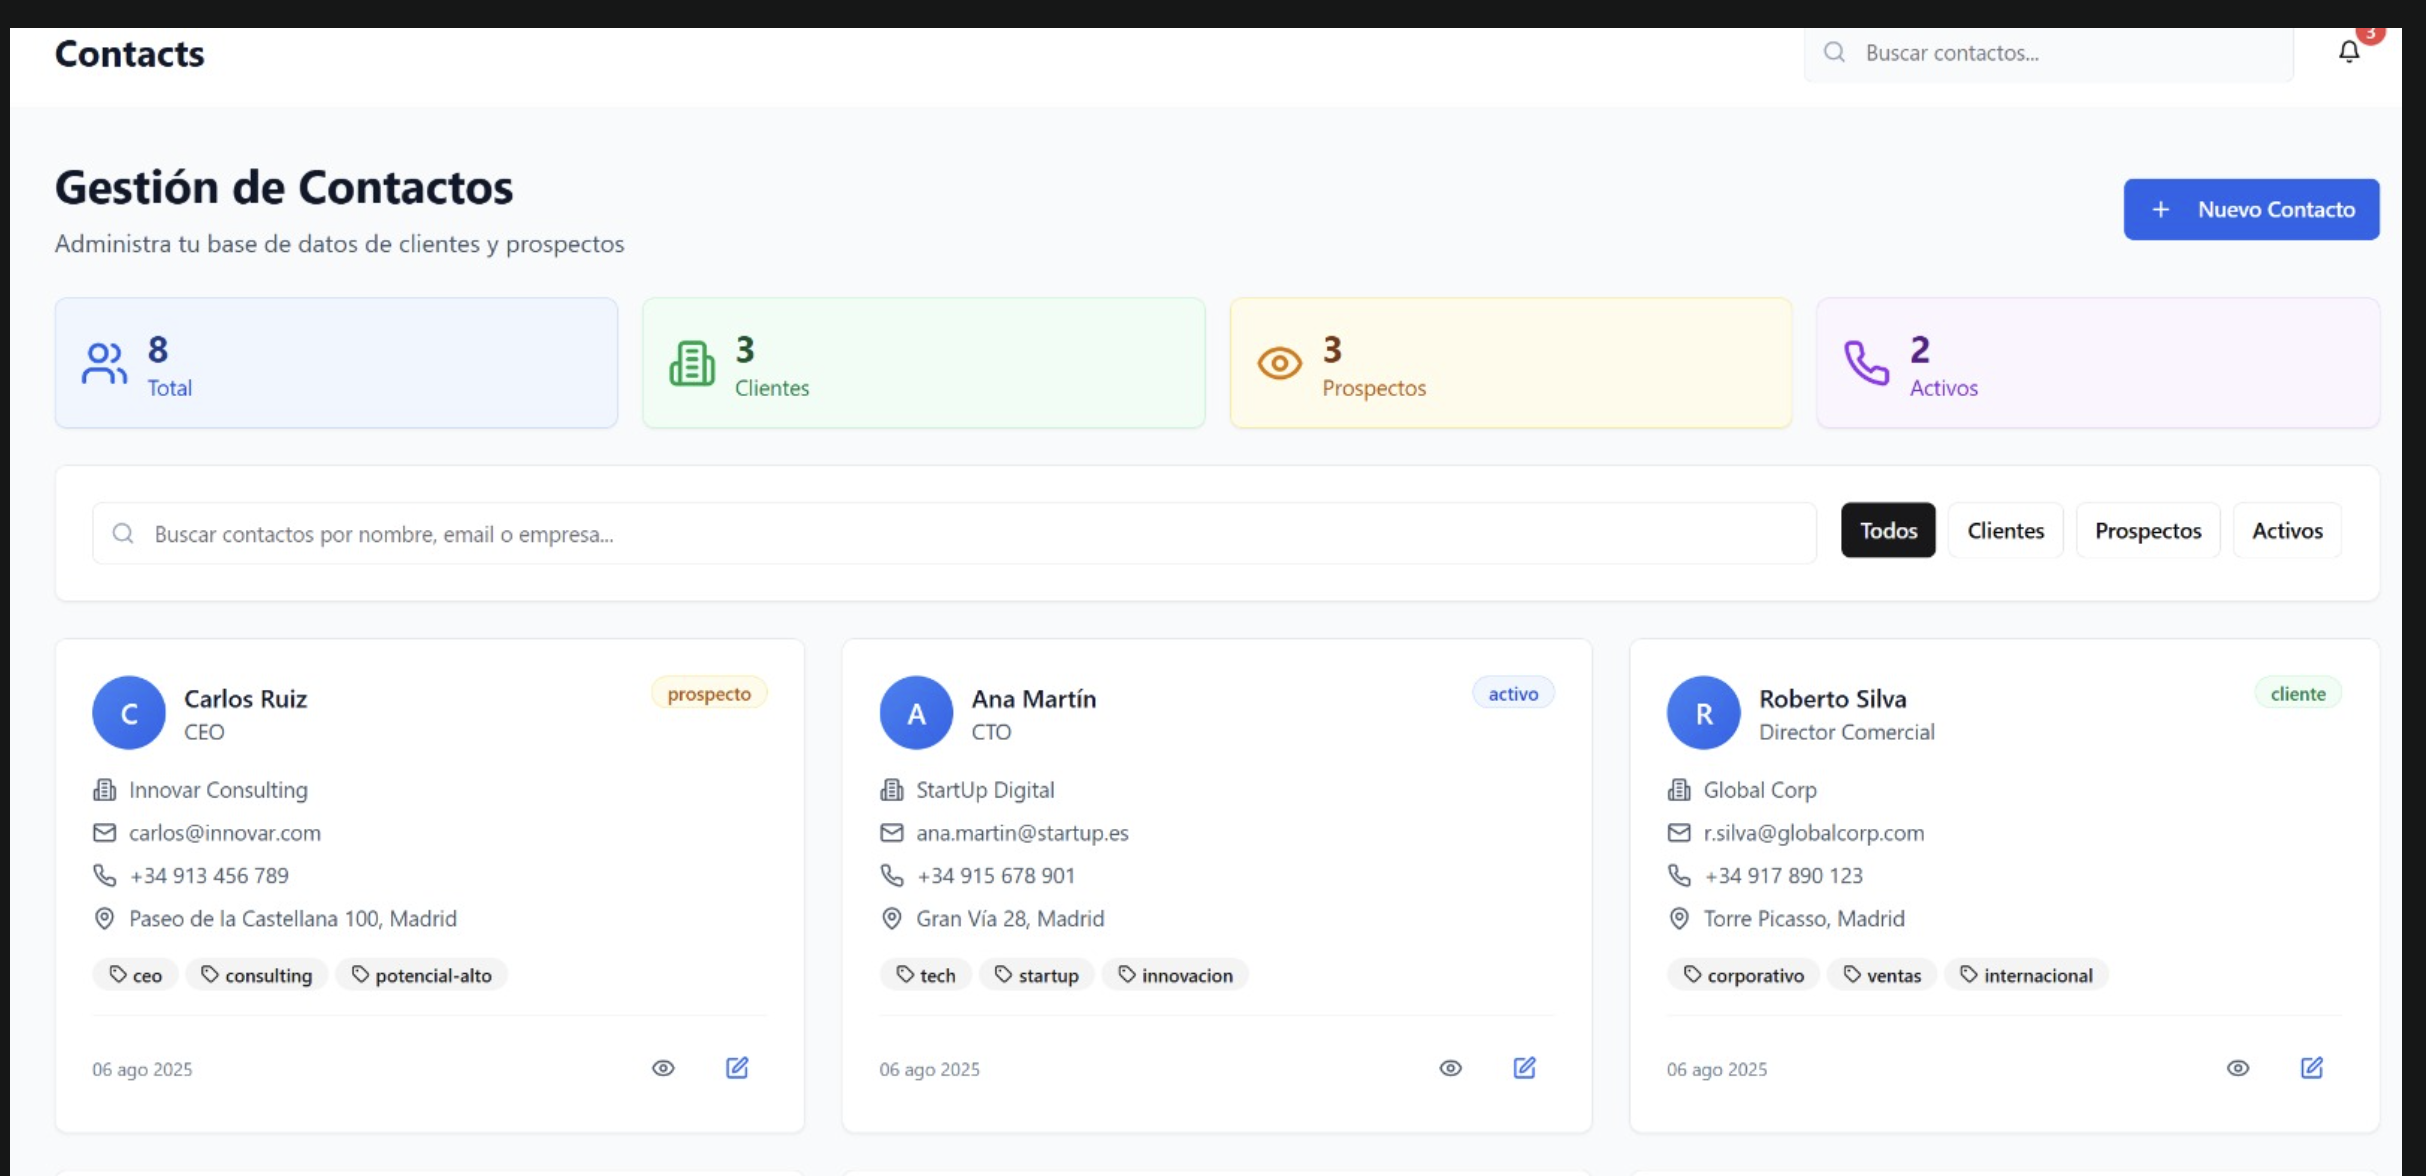 Contacts
Buscar contactos...
3
Gestión de Contactos
Administra tu base de datos de clientes y prospectos
+ Nuevo Contacto
8
Total
3
Clientes
3
Prospectos
2
Activos
Buscar contactos por nombre, email o empresa...
Todos
Clientes
Prospectos
Activos
C
Carlos Ruiz
CEO
prospecto
Innovar Consulting
carlos@innovar.com
+34 913 456 789
Paseo de la Castellana 100, Madrid
ceo
consulting
potencial-alto
06 ago 2025
A
Ana Martín
CTO
activo
StartUp Digital
ana.martin@startup.es
+34 915 678 901
Gran Vía 28, Madrid
tech
startup
innovacion
06 ago 2025
R
Roberto Silva
Director Comercial
cliente
Global Corp
r.silva@globalcorp.com
+34 917 890 123
Torre Picasso, Madrid
corporativo
ventas
internacional
06 ago 2025